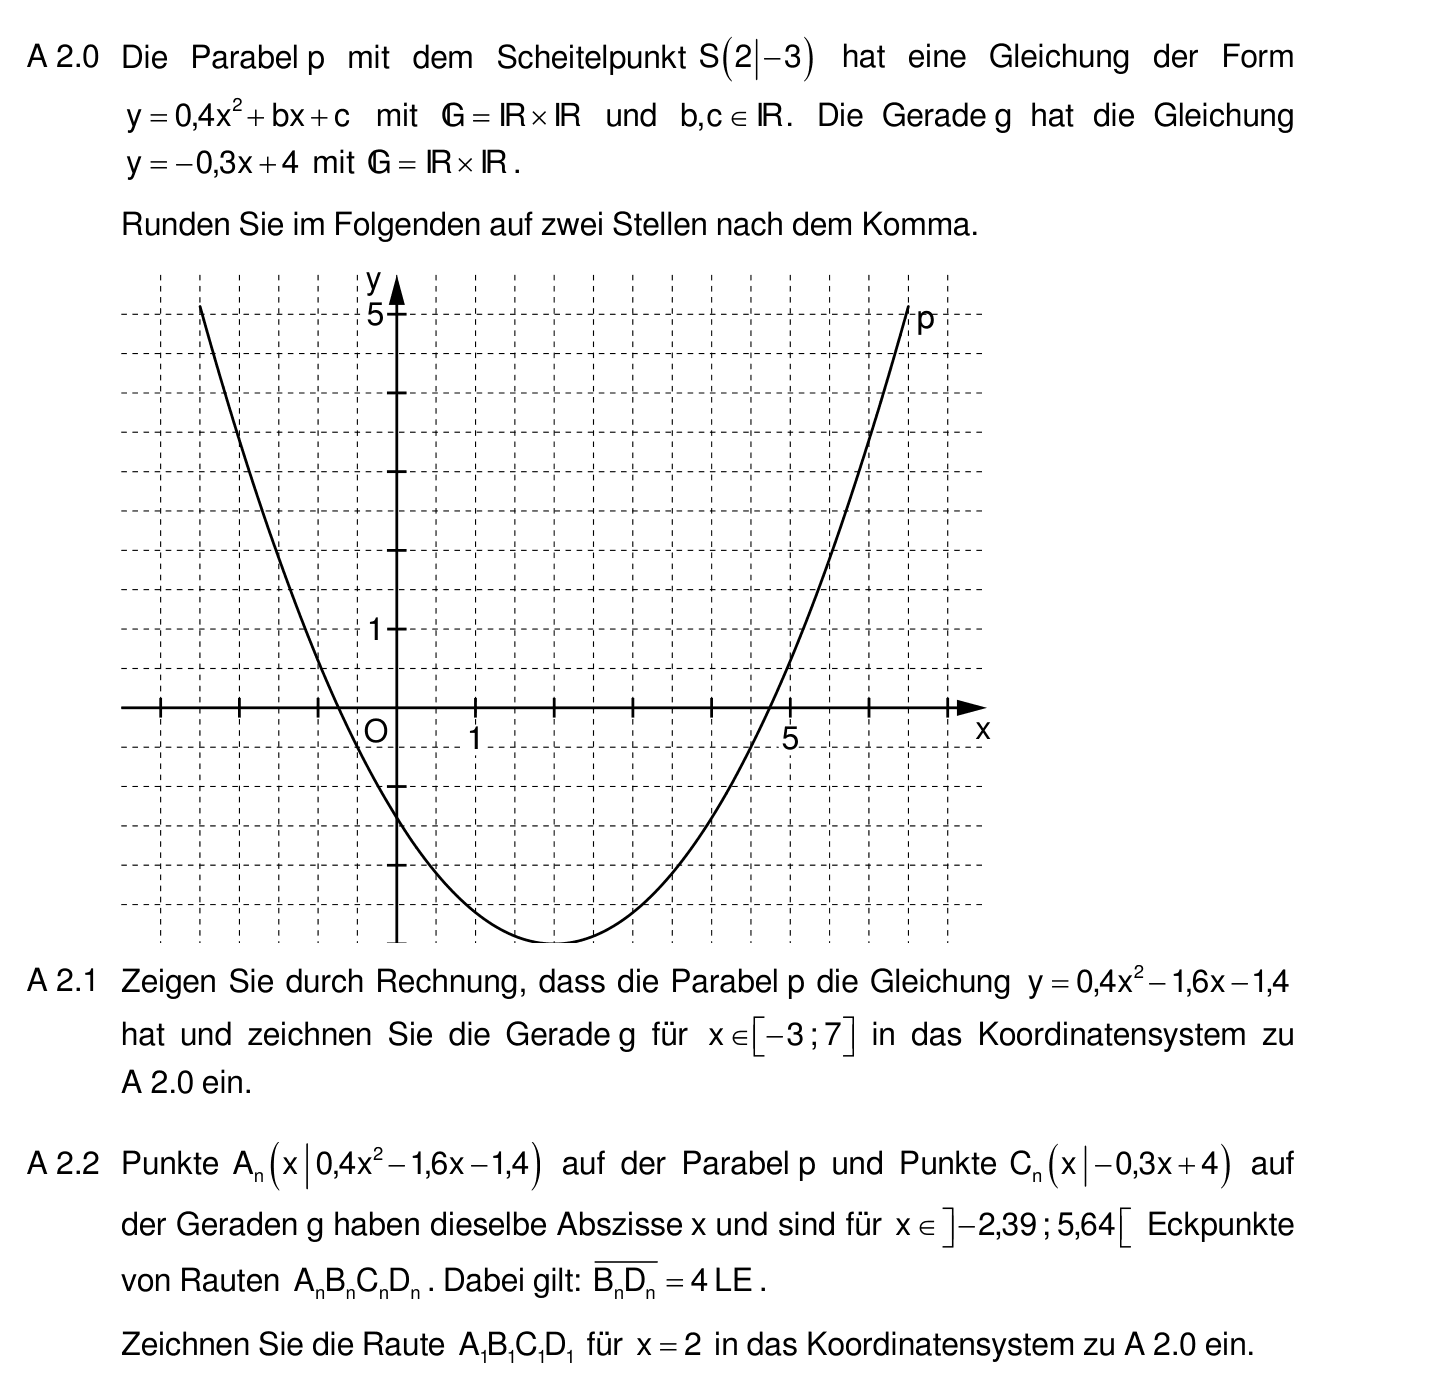 A 2.0 Die Parabel p mit dem Scheitelpunkt S(2|−3) hat eine Gleichung der Form
y = 0,4x² + bx + c mit 𝔾 = ℝ × ℝ und b,c ∈ ℝ. Die Gerade g hat die Gleichung
y = −0,3x + 4 mit 𝔾 = ℝ × ℝ.
Runden Sie im Folgenden auf zwei Stellen nach dem Komma.
y
5
p
1
O
1
5
x
A 2.1 Zeigen Sie durch Rechnung, dass die Parabel p die Gleichung y = 0,4x² − 1,6x − 1,4
hat und zeichnen Sie die Gerade g für x ∈ [−3 ; 7] in das Koordinatensystem zu
A 2.0 ein.
A 2.2 Punkte Aₙ(x | 0,4x² − 1,6x − 1,4) auf der Parabel p und Punkte Cₙ(x | −0,3x + 4) auf
der Geraden g haben dieselbe Abszisse x und sind für x ∈ ]−2,39 ; 5,64[ Eckpunkte
von Rauten AₙBₙCₙDₙ. Dabei gilt: B̅ₙD̅ₙ = 4 LE.
Zeichnen Sie die Raute A₁B₁C₁D₁ für x = 2 in das Koordinatensystem zu A 2.0 ein.